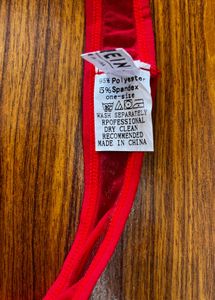 95% Polyester
5% Spandex
one-size
WASH SEPARATELY
RPOFESSIONAL
DRY CLEAN
RECOMMENDED
MADE IN CHINA